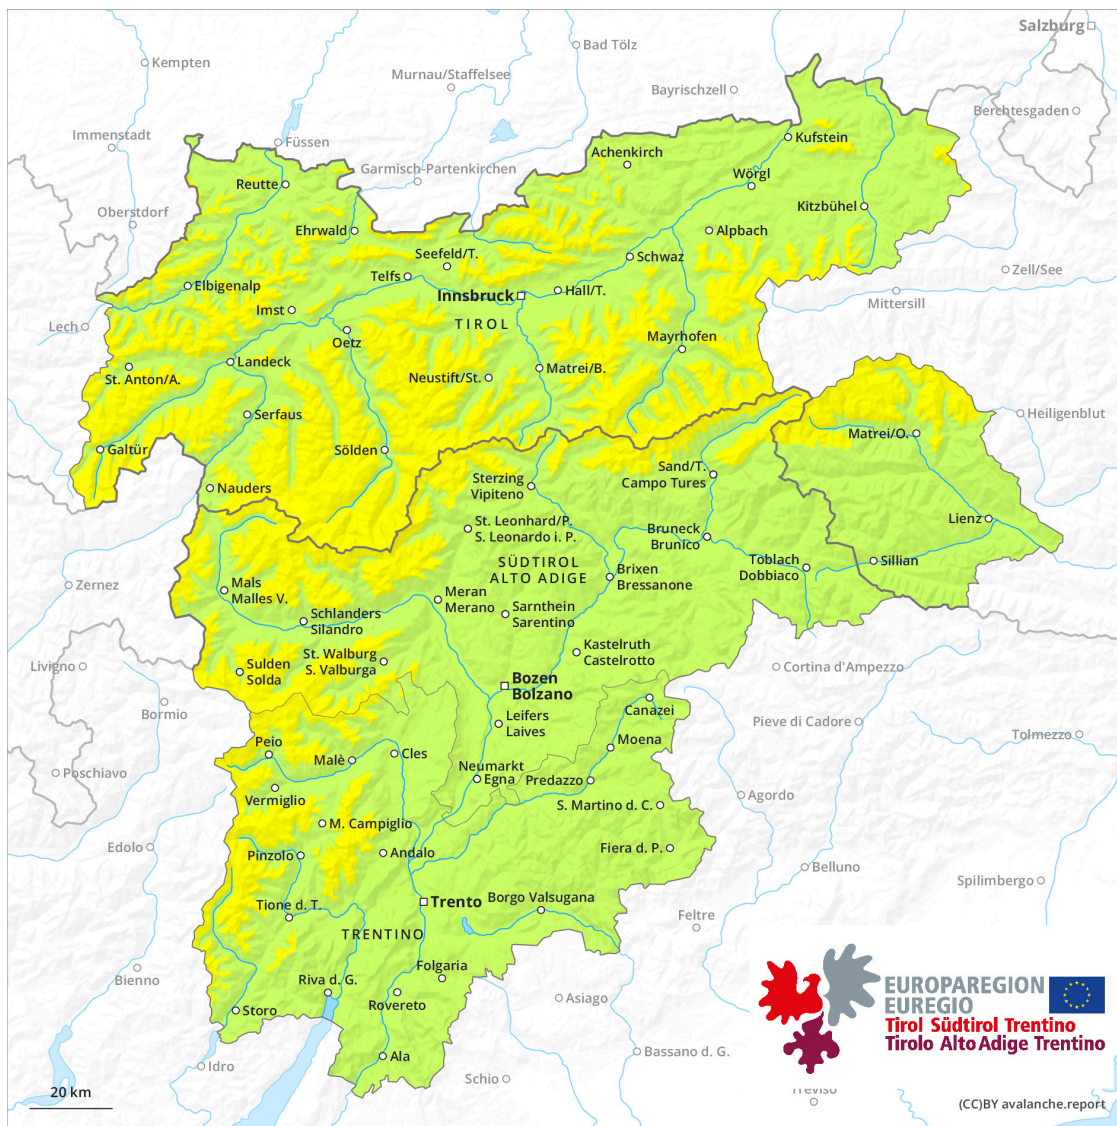 Salzburg
Bad Tölz
Kempten
Murnau/Staffelsee
Bayrischzell
Berchtesgaden
Immenstadt
Füssen
Kufstein
Achenkirch
Garmisch-Partenkirchen
Wörgl
Reutte
Kitzbühel
Oberstdorf
Ehrwald
Alpbach
Seefeld/T.
Schwaz
Zell/See
Telfs
Elbigenalp
Innsbruck
Hall/T.
Mittersill
Imst
TIROL
Lech
Oetz
Mayrhofen
Landeck
Matrei/B.
St. Anton/A.
Neustift/St.
Serfaus
Heiligenblut
Matrei/O.
Galtür
Sölden
Sand/T.
Campo Tures
Sterzing
Vipiteno
Nauders
St. Leonhard/P.
S. Leonardo i. P.
Bruneck
Brunico
Lienz
SÜDTIROL
ALTO ADIGE
Toblach
Dobbiaco
Sillian
Brixen
Bressanone
Zernez
Mals
Malles V.
Meran
Merano
Schlanders
Silandro
Sarnthein
Sarentino
Kastelruth
Castelrotto
St. Walburg
S. Valburga
Livigno
Sulden
Solda
Cortina d'Ampezzo
Bozen
Bolzano
Bormio
Canazei
Leifers
Laives
Pieve di Cadore
Tolmezzo
Peio
Moena
Cles
Malè
Poschiavo
Neumarkt
Egna
Predazzo
Vermiglio
Agordo
S. Martino d. C.
M. Campiglio
Edolo
Pinzolo
Andalo
Fiera d. P.
Belluno
Spilimbergo
Trento
Borgo Valsugana
Tione d. T.
Feltre
TRENTINO
Folgaria
Bienno
Riva d. G.
EUROPAREGION
EUREGIO
Tirol Südtirol Trentino
Tirolo Alto Adige Trentino
Asiago
Rovereto
Storo
Bassano d. G.
Ala
Idro
Schio
Treviso
20 km
(CC)BY avalanche.report